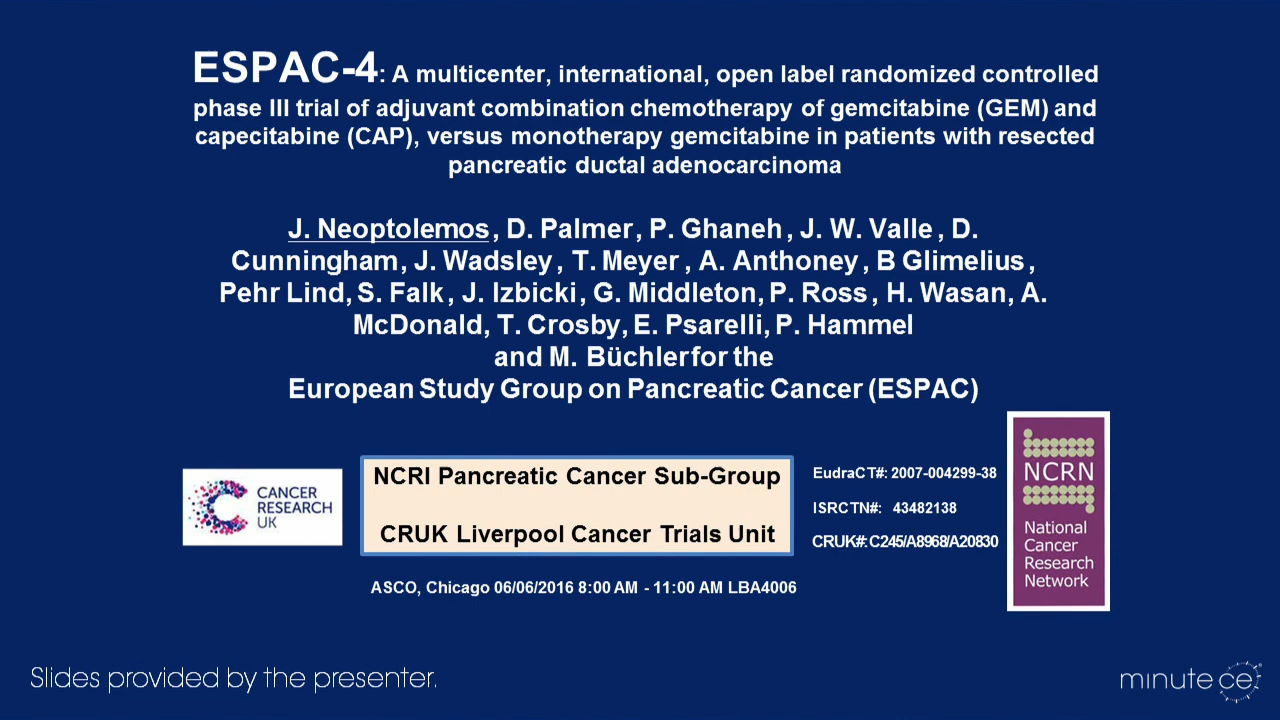 ESPAC-4: A multicenter, international, open label randomized controlled
phase III trial of adjuvant combination chemotherapy of gemcitabine (GEM) and
capecitabine (CAP), versus monotherapy gemcitabine in patients with resected
pancreatic ductal adenocarcinoma
J. Neoptolemos, D. Palmer, P. Ghaneh, J. W. Valle, D.
Cunningham, J. Wadsley, T. Meyer, A. Anthoney, B Glimelius,
Pehr Lind, S. Falk, J. Izbicki, G. Middleton, P. Ross, H. Wasan, A.
McDonald, T. Crosby, E. Psarelli, P. Hammel
and M. Büchler for the
European Study Group on Pancreatic Cancer (ESPAC)
CANCER
RESEARCH
UK
NCRI Pancreatic Cancer Sub-Group
CRUK Liverpool Cancer Trials Unit
EudraCT#: 2007-004299-38
ISRCTN#: 43482138
CRUK#: C245/A8968/A20830
NCRN
National
Cancer
Research
Network
ASCO, Chicago 06/06/2016 8:00 AM - 11:00 AM LBA4006
Slides provided by the presenter.
minute ce